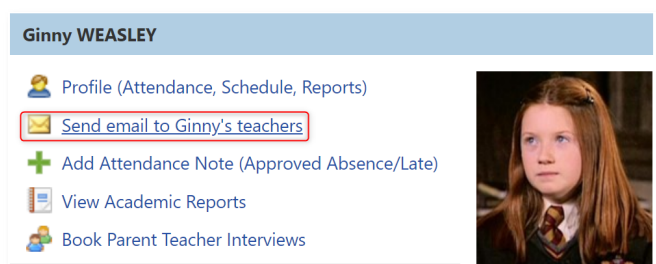 Ginny WEASLEY
Profile (Attendance, Schedule, Reports)
Send email to Ginny's teachers
Add Attendance Note (Approved Absence/Late)
View Academic Reports
Book Parent Teacher Interviews